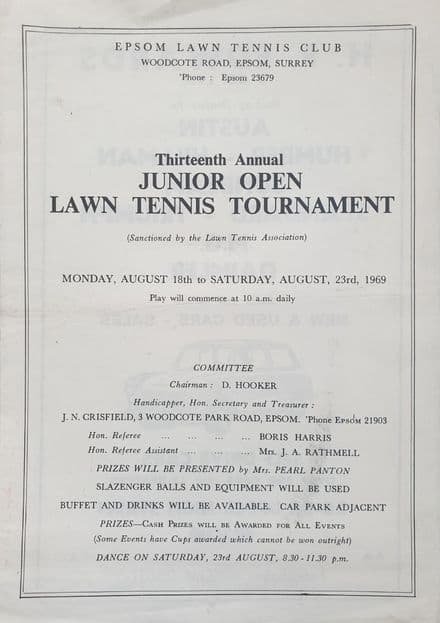 EPSOM LAWN TENNIS CLUB
WOODCOTE ROAD, EPSOM, SURREY
'Phone : Epsom 23679
Thirteenth Annual
JUNIOR OPEN
LAWN TENNIS TOURNAMENT
(Sanctioned by the Lawn Tennis Association)
MONDAY, AUGUST 18th to SATURDAY, AUGUST, 23rd, 1969
Play will commence at 10 a.m. daily
COMMITTEE
Chairman : D. HOOKER
Handicapper, Hon. Secretary and Treasurer :
J. N. CRISFIELD, 3 WOODCOTE PARK ROAD, EPSOM. 'Phone EPSOM 21903
Hon. Referee ... ... ... ... BORIS HARRIS
Hon. Referee Assistant ... ... ... Mrs. J. A. RATHMELL
PRIZES WILL BE PRESENTED by Mrs. PEARL PANTON
SLAZENGER BALLS AND EQUIPMENT WILL BE USED
BUFFET AND DRINKS WILL BE AVAILABLE. CAR PARK ADJACENT
PRIZES—CASH PRIZES WILL BE AWARDED FOR ALL EVENTS
(Some Events have Cups awarded which cannot be won outright)
DANCE ON SATURDAY, 23rd AUGUST, 8.30-11.30 p.m.